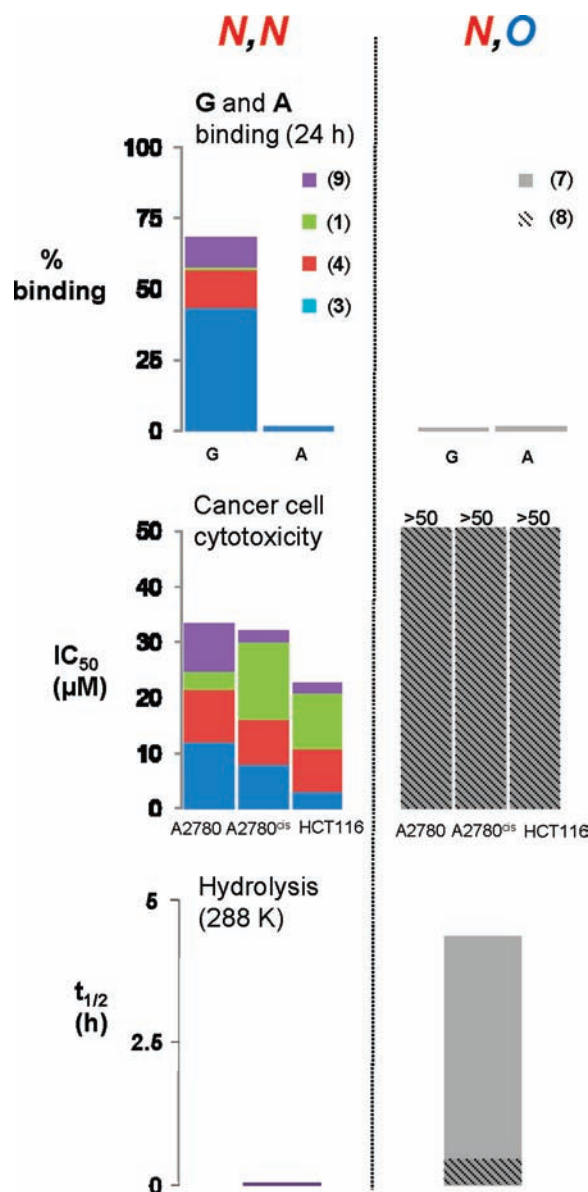 N,N
N,O
G and A
binding (24 h)
100
75
50
25
0
%
binding
(9)
(1)
(4)
(3)
(7)
(8)
G
A
G
A
Cancer cell
cytotoxicity
50
40
30
20
10
0
IC50
(µM)
>50
>50
>50
A2780
A2780cis
HCT116
A2780
A2780cis
HCT116
Hydrolysis
(288 K)
5
2.5
0
t1/2
(h)